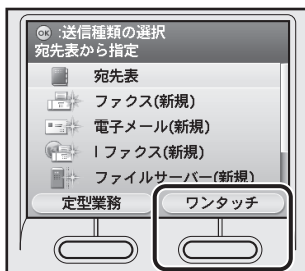 OK :送信種類の選択
宛先表から指定
宛先表
ファクス(新規)
電子メール(新規)
I ファクス(新規)
ファイルサーバー(新規)
定型業務 ワンタッチ